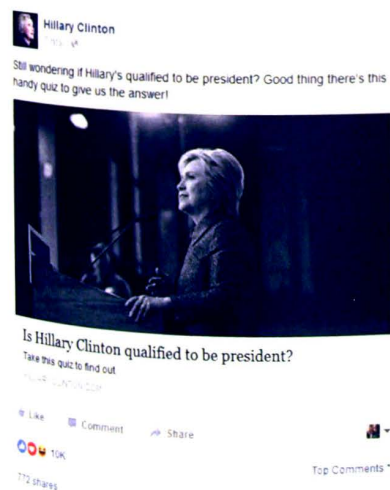 Hillary Clinton
Still wondering if Hillary's qualified to be president? Good thing there's this
handy quiz to give us the answer!
Is Hillary Clinton qualified to be president?
Take this quiz to find out
Like Comment Share
10K
Top Comments
772 shares